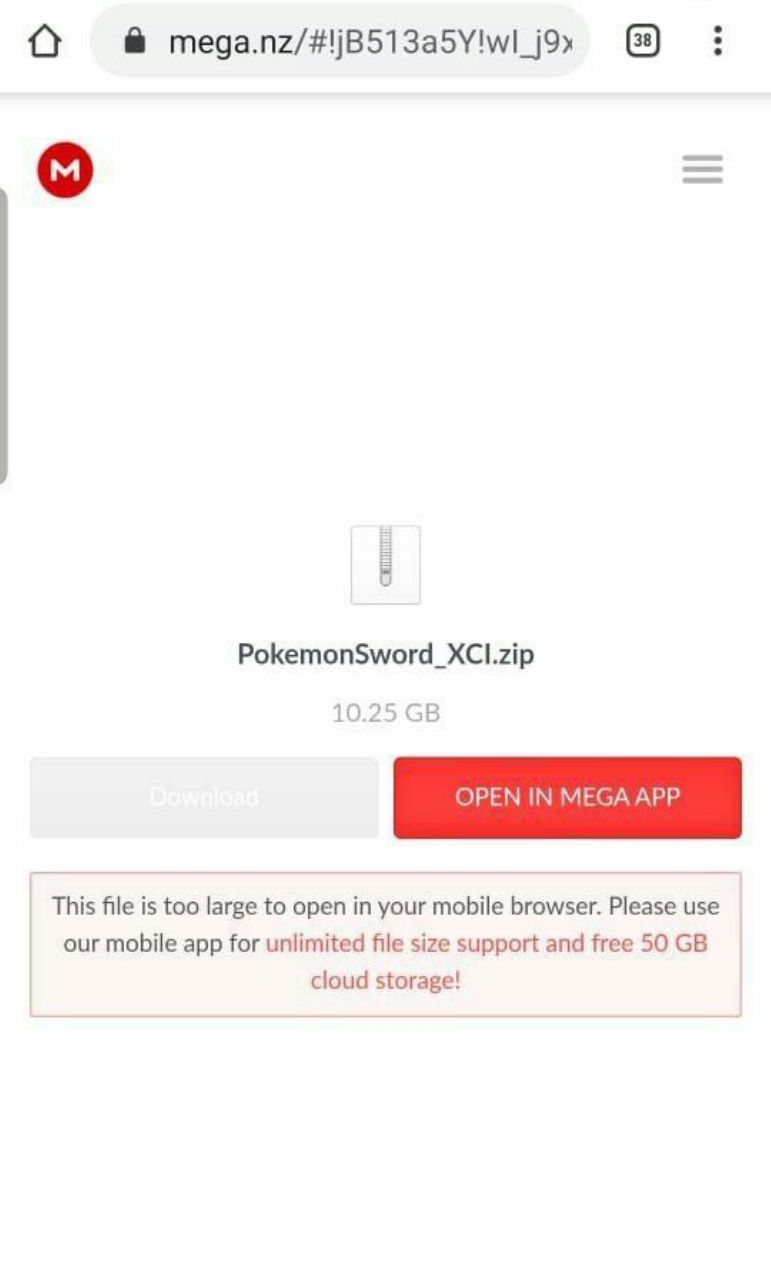 mega.nz/#!jB513a5Y!wI_j9x
38
M
PokemonSword_XCI.zip
10.25 GB
Download
OPEN IN MEGA APP
This file is too large to open in your mobile browser. Please use
our mobile app for unlimited file size support and free 50 GB
cloud storage!